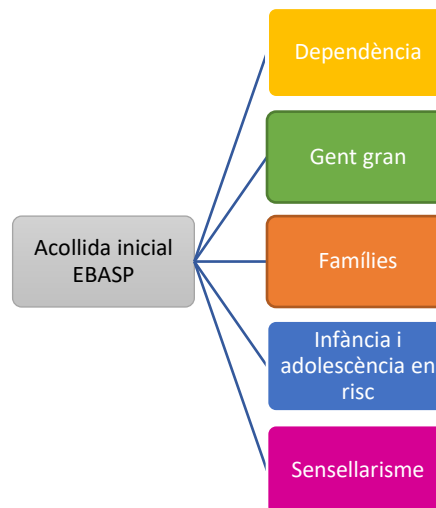 Dependència
Gent gran
Acollida inicial
EBASP
Famílies
Infància i
adolescència en
risc
Sensellarisme